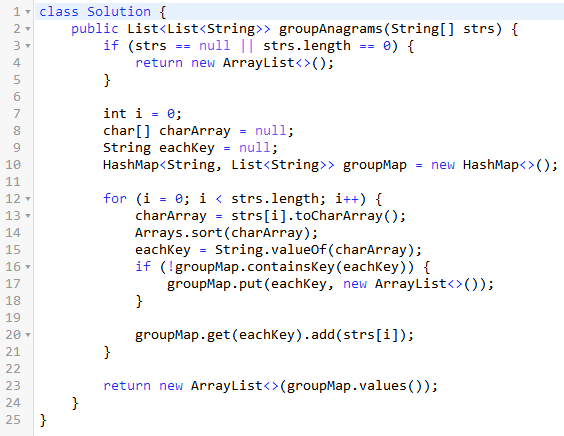 1 class Solution {
2     public List<List<String>> groupAnagrams(String[] strs) {
3         if (strs == null || strs.length == 0) {
4             return new ArrayList<>();
5         }
6
7         int i = 0;
8         char[] charArray = null;
9         String eachKey = null;
10         HashMap<String, List<String>> groupMap = new HashMap<>();
11
12         for (i = 0; i < strs.length; i++) {
13             charArray = strs[i].toCharArray();
14             Arrays.sort(charArray);
15             eachKey = String.valueOf(charArray);
16             if (!groupMap.containsKey(eachKey)) {
17                 groupMap.put(eachKey, new ArrayList<>());
18             }
19
20             groupMap.get(eachKey).add(strs[i]);
21         }
22
23         return new ArrayList<>(groupMap.values());
24     }
25 }